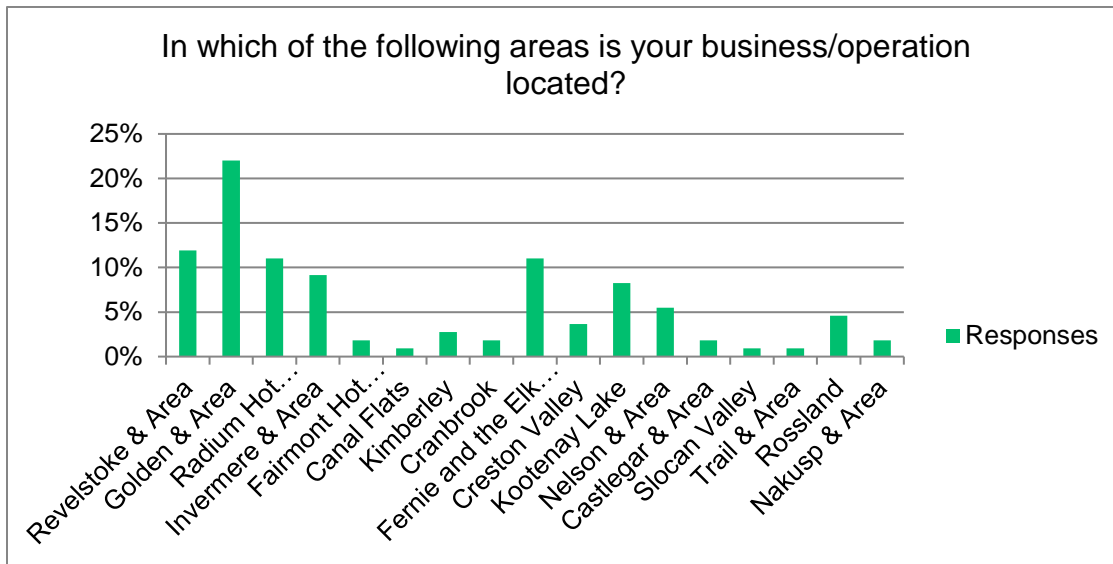 In which of the following areas is your business/operation
located?
25%
20%
15%
10%
5%
0%
Revelstoke & Area
Golden & Area
Radium Hot…
Invermere & Area
Fairmont Hot…
Canal Flats
Kimberley
Cranbrook
Fernie and the Elk…
Creston Valley
Kootenay Lake
Nelson & Area
Castlegar & Area
Slocan Valley
Trail & Area
Rossland
Nakusp & Area
Responses